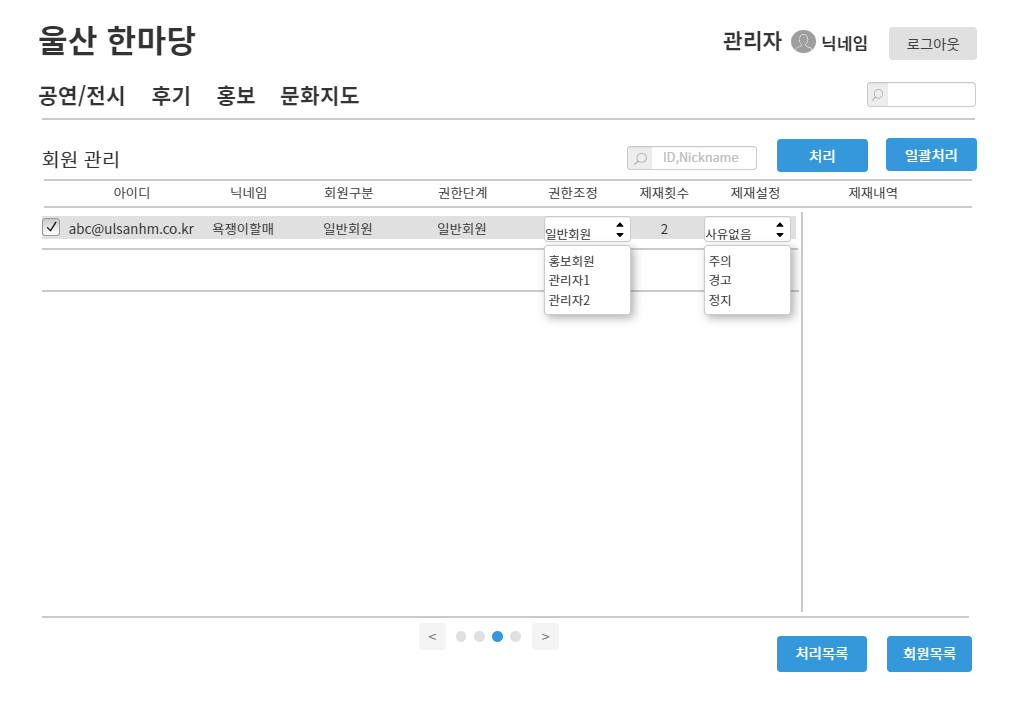 울산 한마당
관리자 닉네임 로그아웃
공연/전시 후기 홍보 문화지도
회원 관리 ID,Nickname 처리 일괄처리
아이디 닉네임 회원구분 권한단계 권한조정 제재횟수 제재설정 제재내역
abc@ulsanhm.co.kr 욕쟁이할매 일반회원 일반회원 일반회원 2 사유없음
홍보회원 주의
관리자1 경고
관리자2 정지
< >
처리목록 회원목록